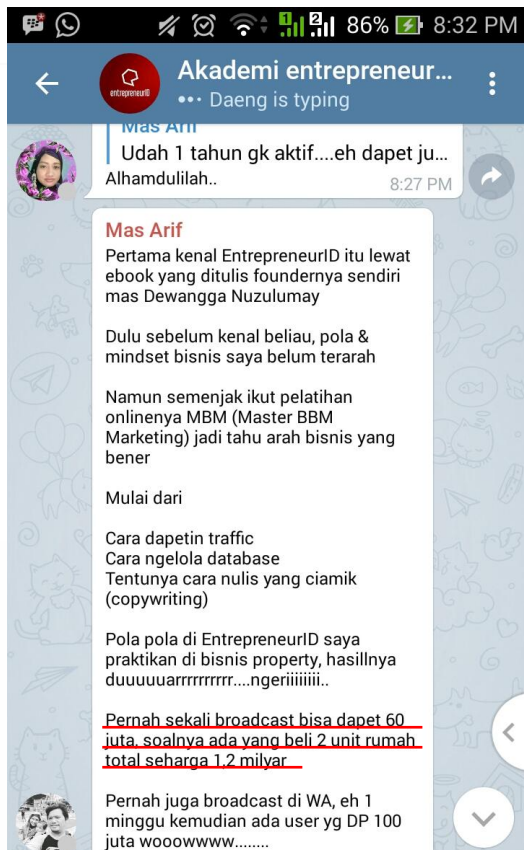 86% 8:32 PM
Akademi entrepreneur...
entrepreneurID
Daeng is typing
Mas Arif
Udah 1 tahun gk aktif....eh dapet ju...
Alhamdulilah..
8:27 PM
Mas Arif
Pertama kenal EntrepreneurID itu lewat
ebook yang ditulis foundernya sendiri
mas Dewangga Nuzulumay
Dulu sebelum kenal beliau, pola &
mindset bisnis saya belum terarah
Namun semenjak ikut pelatihan
onlinenya MBM (Master BBM
Marketing) jadi tahu arah bisnis yang
bener
Mulai dari
Cara dapetin traffic
Cara ngelola database
Tentunya cara nulis yang ciamik
(copywriting)
Pola pola di EntrepreneurID saya
praktikan di bisnis property, hasillnya
duuuuuarrrrrrrrrr....ngeriiiiiiii..
Pernah sekali broadcast bisa dapet 60
juta, soalnya ada yang beli 2 unit rumah
total seharga 1,2 milyar
Pernah juga broadcast di WA, eh 1
minggu kemudian ada user yg DP 100
juta wooowwww........